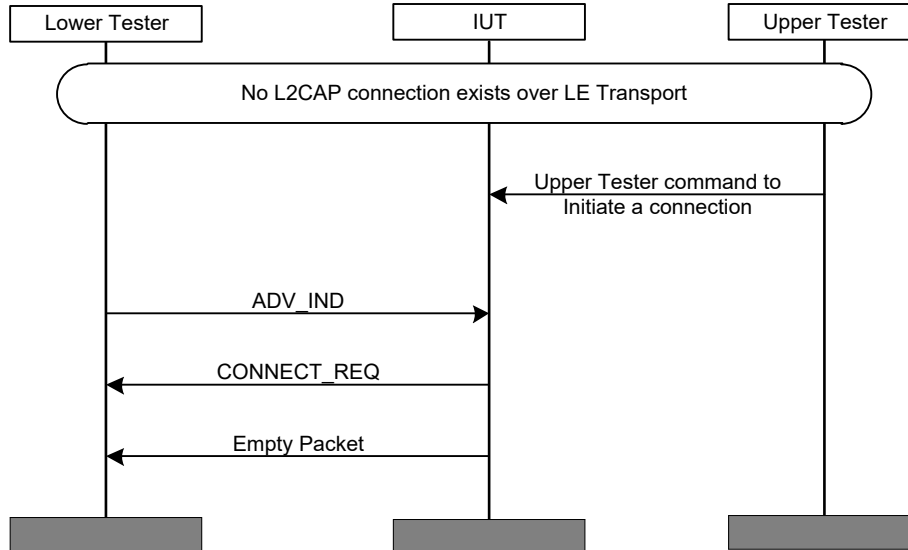 Lower Tester
IUT
Upper Tester
No L2CAP connection exists over LE Transport
Upper Tester command to
Initiate a connection
ADV_IND
CONNECT_REQ
Empty Packet